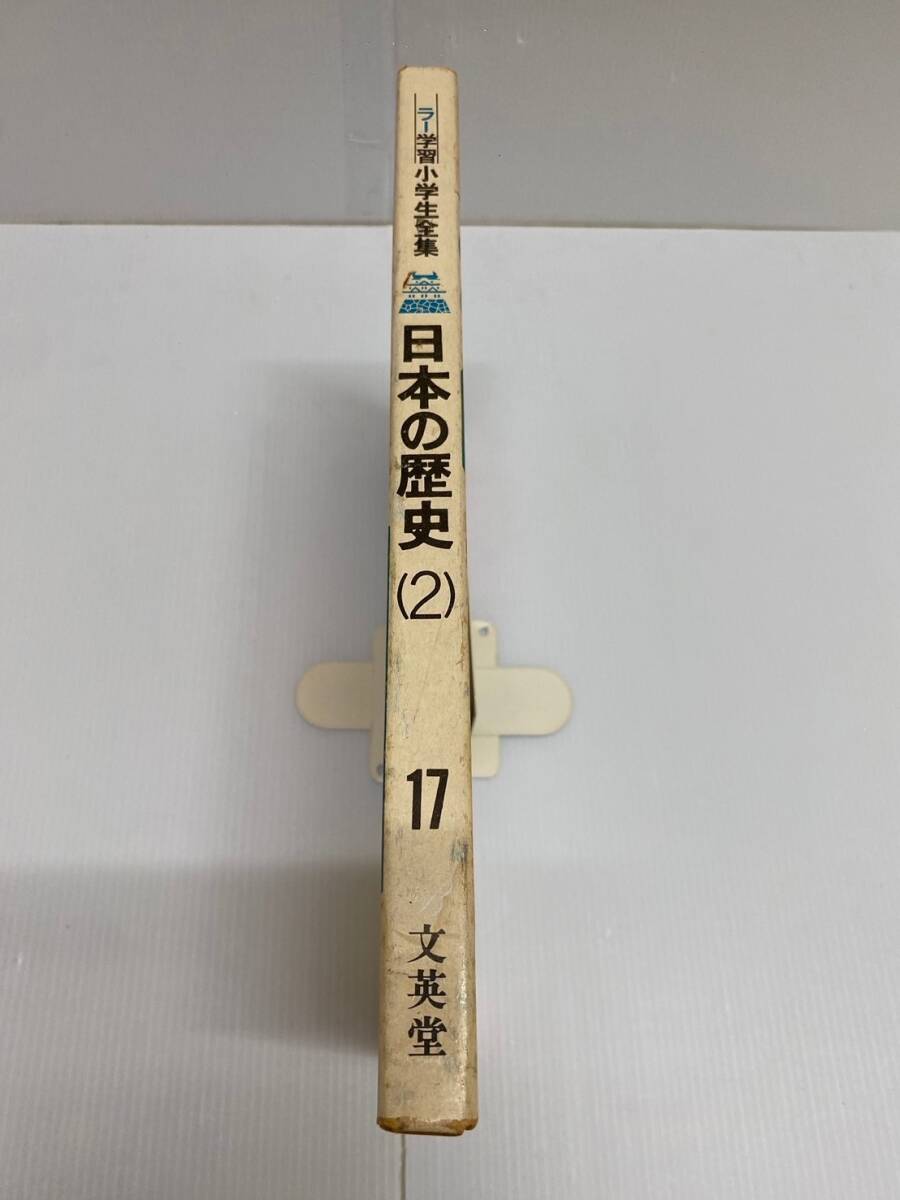 ラー学習
小学生全集
日本の歴史
(2)
17
文英堂